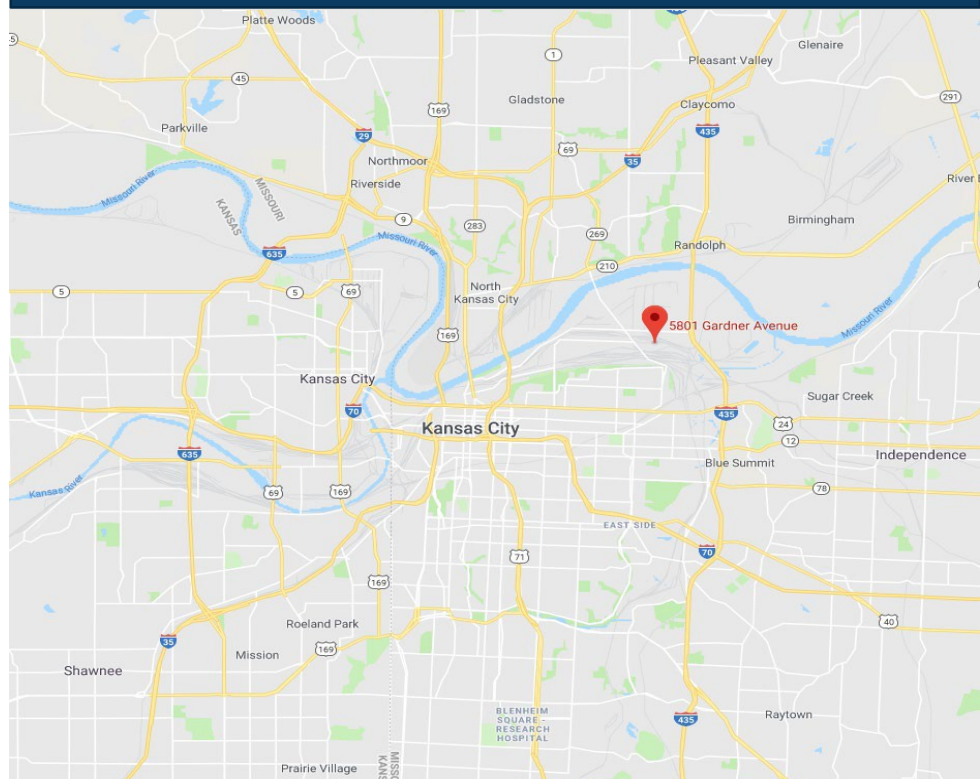 Platte Woods
Glenaire
1
45
Pleasant Valley
291
Gladstone
Claycomo
169
Parkville
29
435
69
35
Northmoor
Missouri River
Riverside
MISSOURI
KANSAS
9
283
Birmingham
269
Missouri River
Randolph
635
210
5
5
69
North
Kansas City
Missouri River
5801 Gardner Avenue
169
Kansas City
Sugar Creek
70
435
24
Kansas City
12
635
Independence
Blue Summit
Kansas River
69
169
78
EAST SIDE
70
71
169
40
Roeland Park
35
169
Mission
Shawnee
BLENHEIM
SQUARE -
RESEARCH
HOSPITAL
435
Raytown
Prairie Village